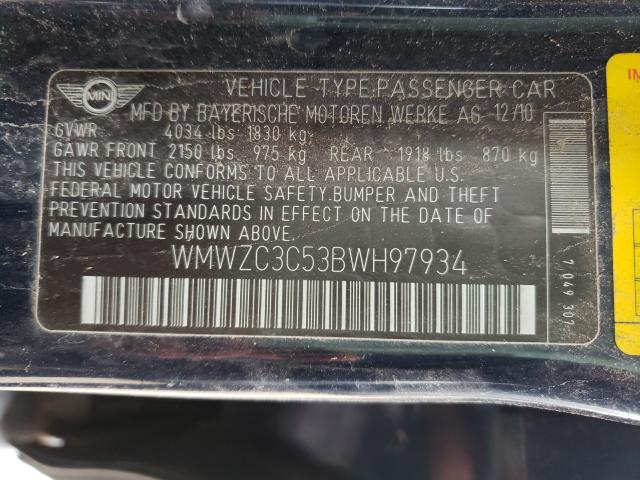 MINI
VEHICLE TYPE:PASSENGER CAR
MFD BY BAYERISCHE MOTOREN WERKE AG 12/10
GVWR 4034 lbs 1830 kg
GAWR FRONT 2150 lbs 975 kg REAR 1918 lbs 870 kg
THIS VEHICLE CONFORMS TO ALL APPLICABLE U.S.
FEDERAL MOTOR VEHICLE SAFETY.BUMPER AND THEFT
PREVENTION STANDARDS IN EFFECT ON THE DATE OF
MANUFACTURE SHOWN ABOVE.
WMWZC3C53BWH97934
7 049 307